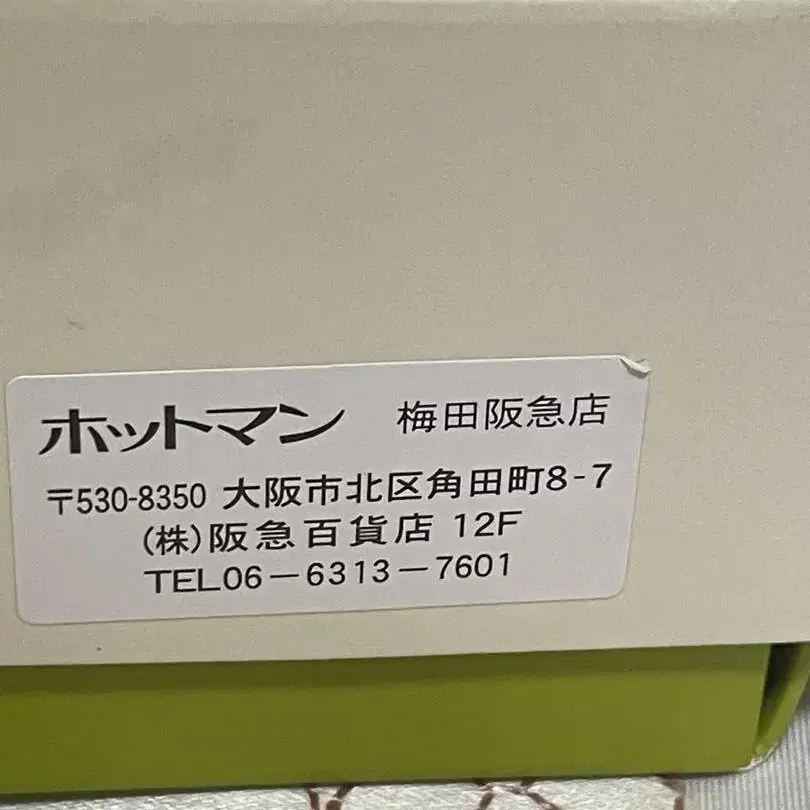 ホットマン 梅田阪急店
〒530-8350 大阪市北区角田町8-7
(株)阪急百貨店 12F
TEL06－6313－7601